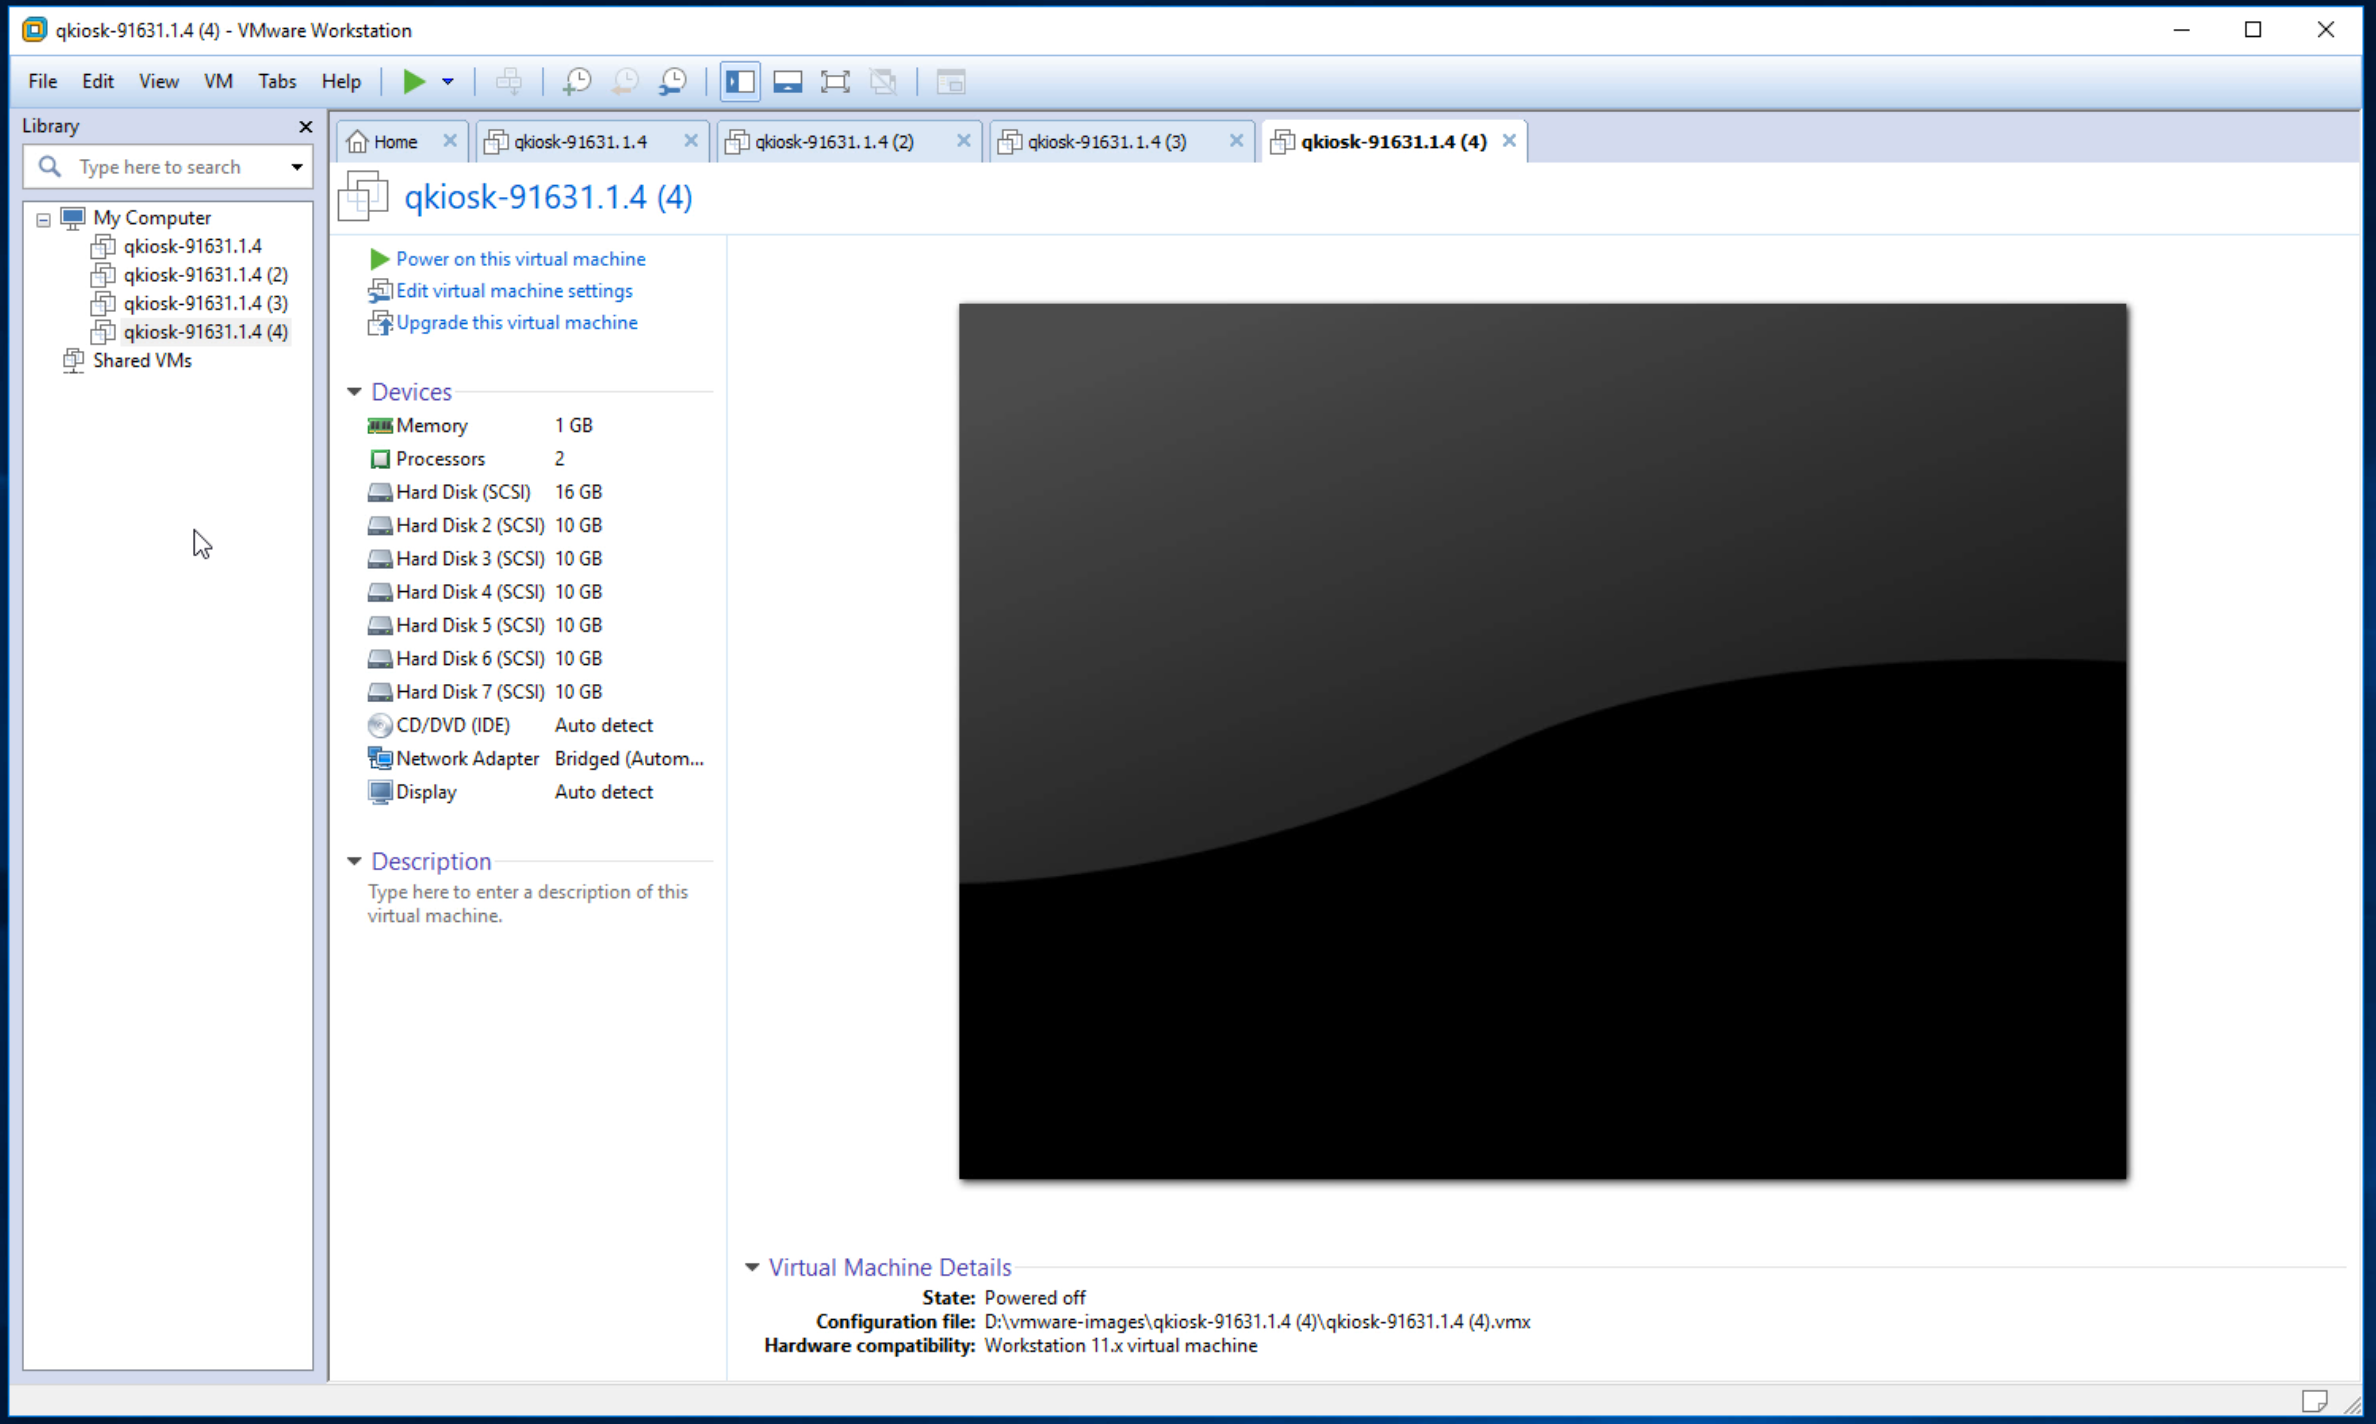 qkiosk-91631.1.4 (4) - VMware Workstation
File Edit View VM Tabs Help
Library
Type here to search
My Computer
qkiosk-91631.1.4
qkiosk-91631.1.4 (2)
qkiosk-91631.1.4 (3)
qkiosk-91631.1.4 (4)
Shared VMs
Home qkiosk-91631.1.4 qkiosk-91631.1.4 (2) qkiosk-91631.1.4 (3) qkiosk-91631.1.4 (4)
qkiosk-91631.1.4 (4)
Power on this virtual machine
Edit virtual machine settings
Upgrade this virtual machine
Devices
Memory 1 GB
Processors 2
Hard Disk (SCSI) 16 GB
Hard Disk 2 (SCSI) 10 GB
Hard Disk 3 (SCSI) 10 GB
Hard Disk 4 (SCSI) 10 GB
Hard Disk 5 (SCSI) 10 GB
Hard Disk 6 (SCSI) 10 GB
Hard Disk 7 (SCSI) 10 GB
CD/DVD (IDE) Auto detect
Network Adapter Bridged (Autom...
Display Auto detect
Description
Type here to enter a description of this
virtual machine.
Virtual Machine Details
State: Powered off
Configuration file: D:\vmware-images\qkiosk-91631.1.4 (4)\qkiosk-91631.1.4 (4).vmx
Hardware compatibility: Workstation 11.x virtual machine